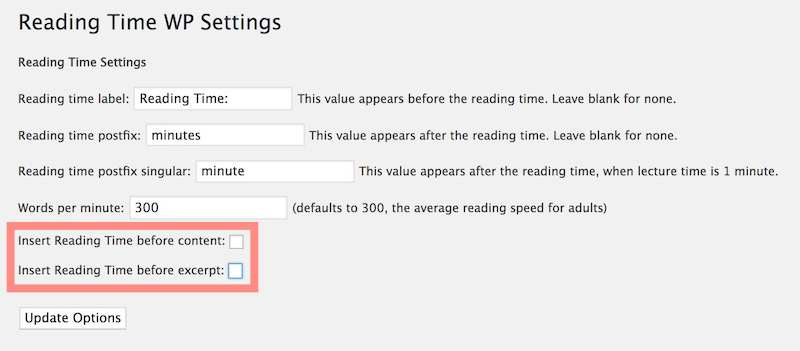 Reading Time WP Settings
Reading Time Settings
Reading time label: Reading Time: This value appears before the reading time. Leave blank for none.
Reading time postfix: minutes This value appears after the reading time. Leave blank for none.
Reading time postfix singular: minute This value appears after the reading time, when lecture time is 1 minute.
Words per minute: 300 (defaults to 300, the average reading speed for adults)
Insert Reading Time before content:
Insert Reading Time before excerpt:
Update Options